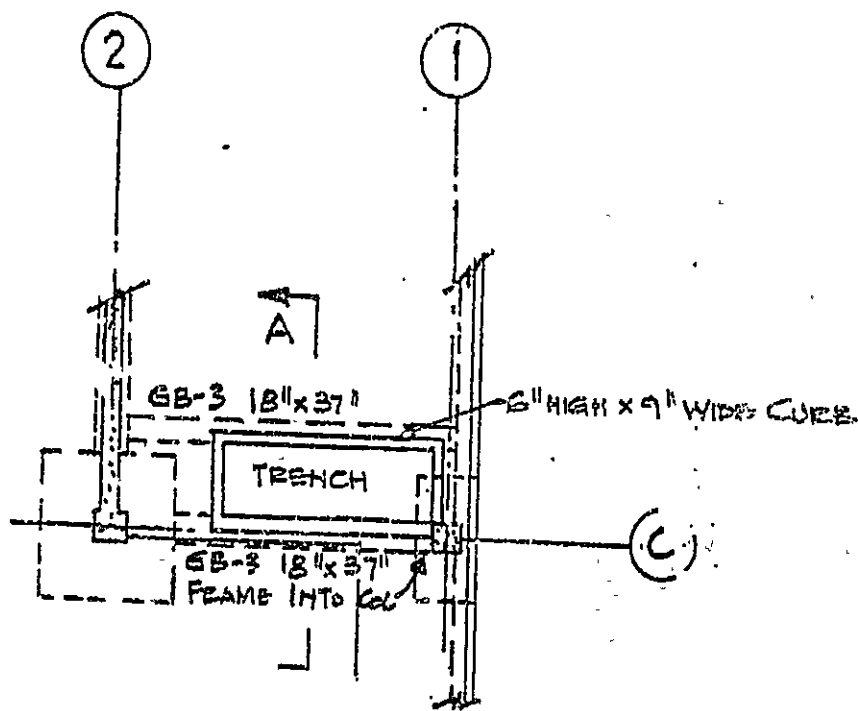 2
1
A
GB-3 18"x37"
6" HIGH x 9" WIDE CURB
TRENCH
C
GB-3 18"x37"
FRAME INTO COL